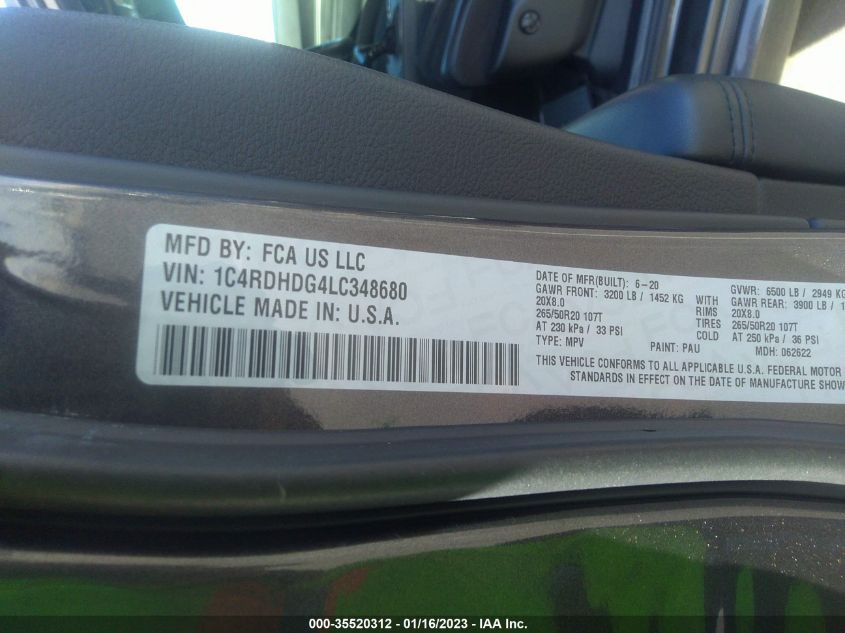 MFD BY: FCA US LLC
VIN: 1C4RDHDG4LC348680
VEHICLE MADE IN: U.S.A.
DATE OF MFR(BUILT): 6-20 GVWR: 6500 LB / 2949 KG
GAWR FRONT: 3200 LB / 1452 KG WITH GAWR REAR: 3900 LB /
20X8.0 RIMS 20X8.0
265/50R20 107T TIRES 265/50R20 107T
AT 230 kPa / 33 PSI COLD AT 250 kPa / 36 PSI
TYPE: MPV PAINT: PAU MDH: 062622
THIS VEHICLE CONFORMS TO ALL APPLICABLE U.S.A. FEDERAL MOTOR
STANDARDS IN EFFECT ON THE DATE OF MANUFACTURE SHOW
000-35520312 - 01/16/2023 - IAA Inc.